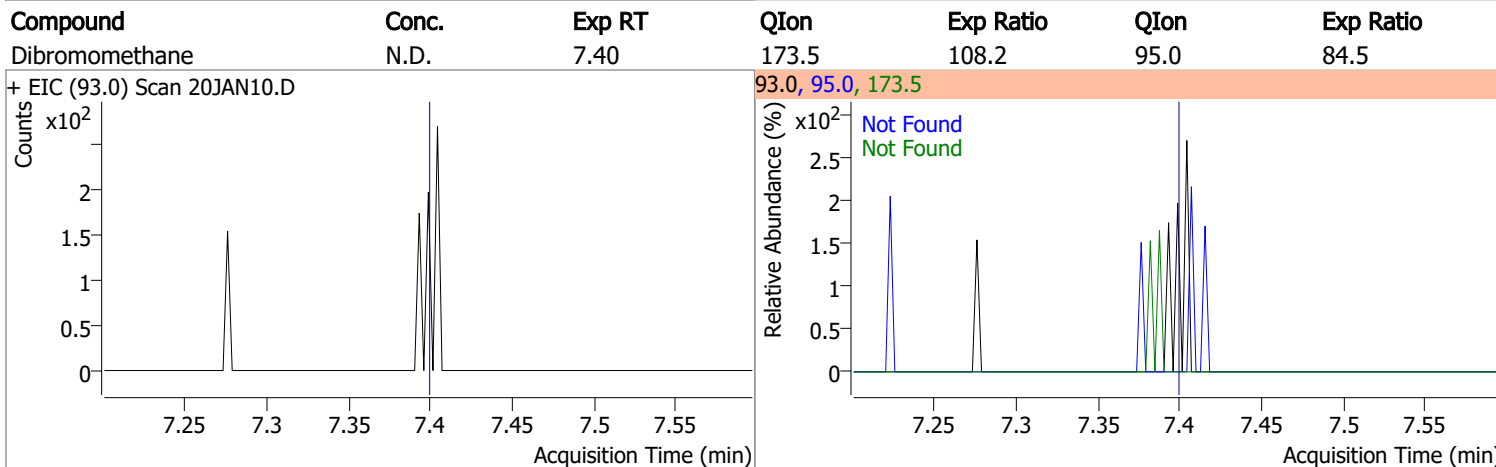 Compound Conc. Exp RT QIon Exp Ratio QIon Exp Ratio
Dibromomethane N.D. 7.40 173.5 108.2 95.0 84.5
+ EIC (93.0) Scan 20JAN10.D
Counts
x10²
2
1.5
1
0.5
0
7.25 7.3 7.35 7.4 7.45 7.5 7.55
Acquisition Time (min)
93.0, 95.0, 173.5
Relative Abundance (%)
x10²
Not Found
Not Found
2.5
2
1.5
1
0.5
0
7.25 7.3 7.35 7.4 7.45 7.5 7.55
Acquisition Time (min)